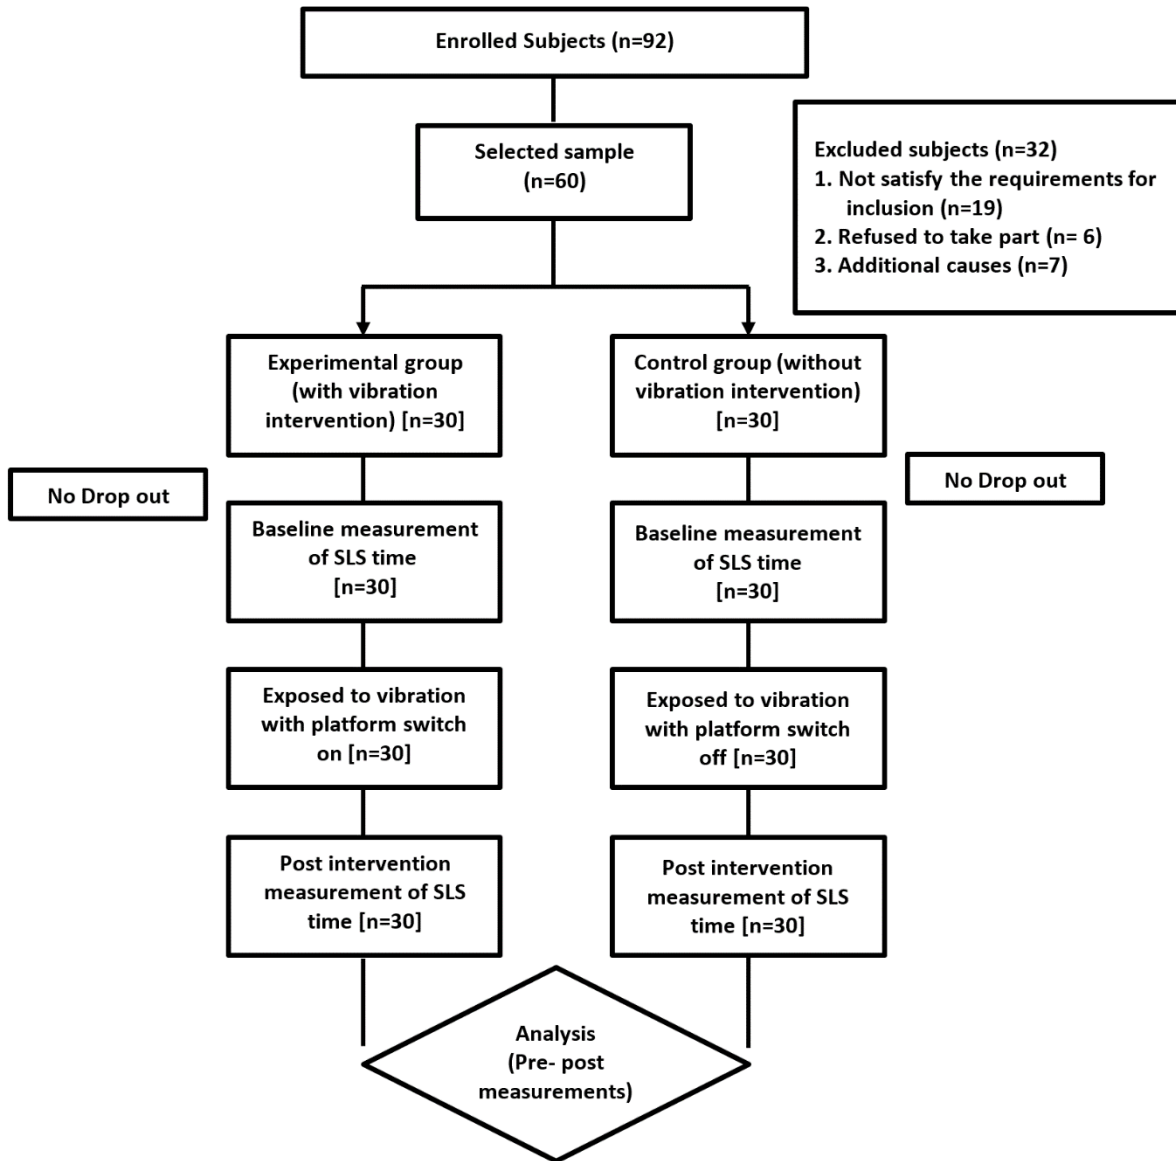 Enrolled Subjects (n=92)
Selected sample
(n=60)
Excluded subjects (n=32)
1. Not satisfy the requirements for
inclusion (n=19)
2. Refused to take part (n= 6)
3. Additional causes (n=7)
Experimental group
(with vibration
intervention) [n=30]
Control group (without
vibration intervention)
[n=30]
No Drop out
No Drop out
Baseline measurement
of SLS time
[n=30]
Baseline measurement
of SLS time
[n=30]
Exposed to vibration
with platform switch
on [n=30]
Exposed to vibration
with platform switch
off [n=30]
Post intervention
measurement of SLS
time [n=30]
Post intervention
measurement of SLS
time [n=30]
Analysis
(Pre- post
measurements)